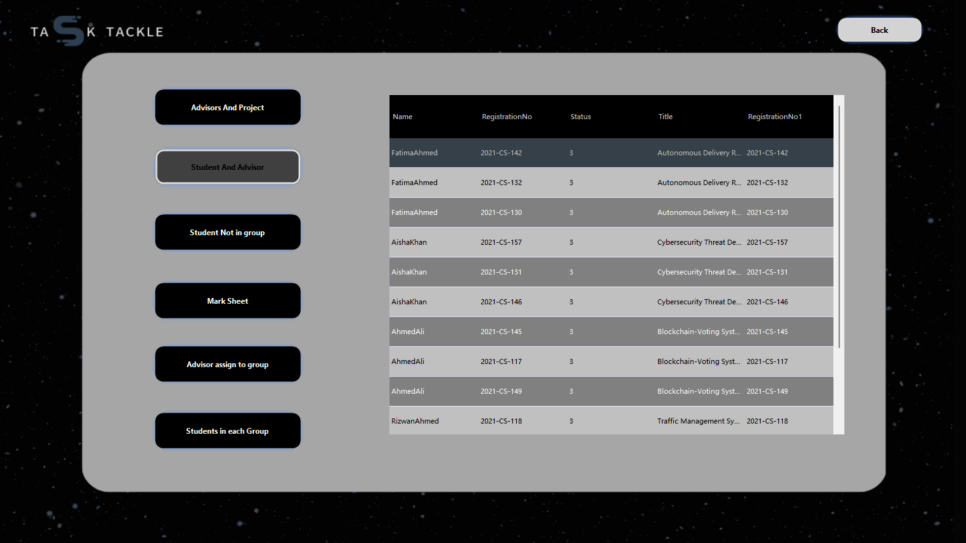 TASK TACKLE
Back
Advisors And Project
Student And Advisor
Student Not in group
Mark Sheet
Advisor assign to group
Students in each Group
Name RegistrationNo Status Title RegistrationNo1
FatimaAhmed 2021-CS-142 3 Autonomous Delivery R... 2021-CS-142
FatimaAhmed 2021-CS-132 3 Autonomous Delivery R... 2021-CS-132
FatimaAhmed 2021-CS-130 3 Autonomous Delivery R... 2021-CS-130
AishaKhan 2021-CS-157 3 Cybersecurity Threat De... 2021-CS-157
AishaKhan 2021-CS-131 3 Cybersecurity Threat De... 2021-CS-131
AishaKhan 2021-CS-146 3 Cybersecurity Threat De... 2021-CS-146
AhmedAli 2021-CS-145 3 Blockchain-Voting Syst... 2021-CS-145
AhmedAli 2021-CS-117 3 Blockchain-Voting Syst... 2021-CS-117
AhmedAli 2021-CS-149 3 Blockchain-Voting Syst... 2021-CS-149
RizwanAhmed 2021-CS-118 3 Traffic Management Sy... 2021-CS-118